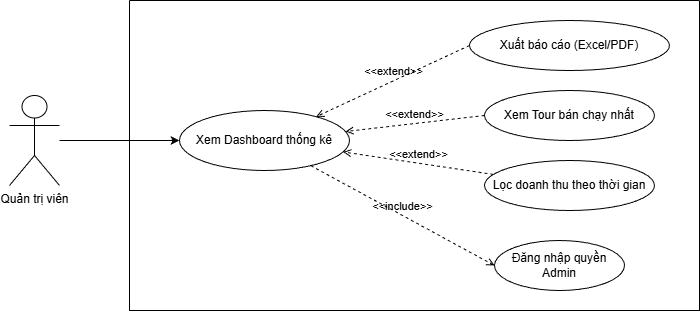 Xuất báo cáo (Excel/PDF)
<<extend>>
<<extend>>
Xem Tour bán chạy nhất
Xem Dashboard thống kê
<<extend>>
Lọc doanh thu theo thời gian
Quản trị viên
<<include>>
Đăng nhập quyền
Admin